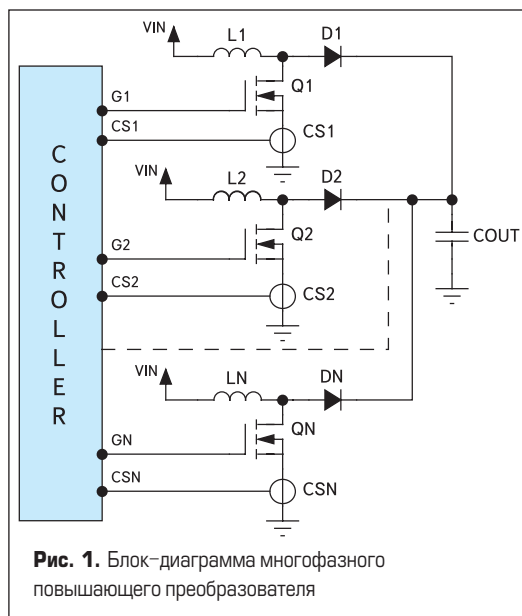 VIN
L1
D1
G1
Q1
CS1
CS1
VIN
L2
D2
Q2
G2
CS2
CS2
COUT
VIN
LN
DN
QN
GN
CSN
CSN
CONTROLLER
Рис. 1. Блок-диаграмма многофазного
повышающего преобразователя